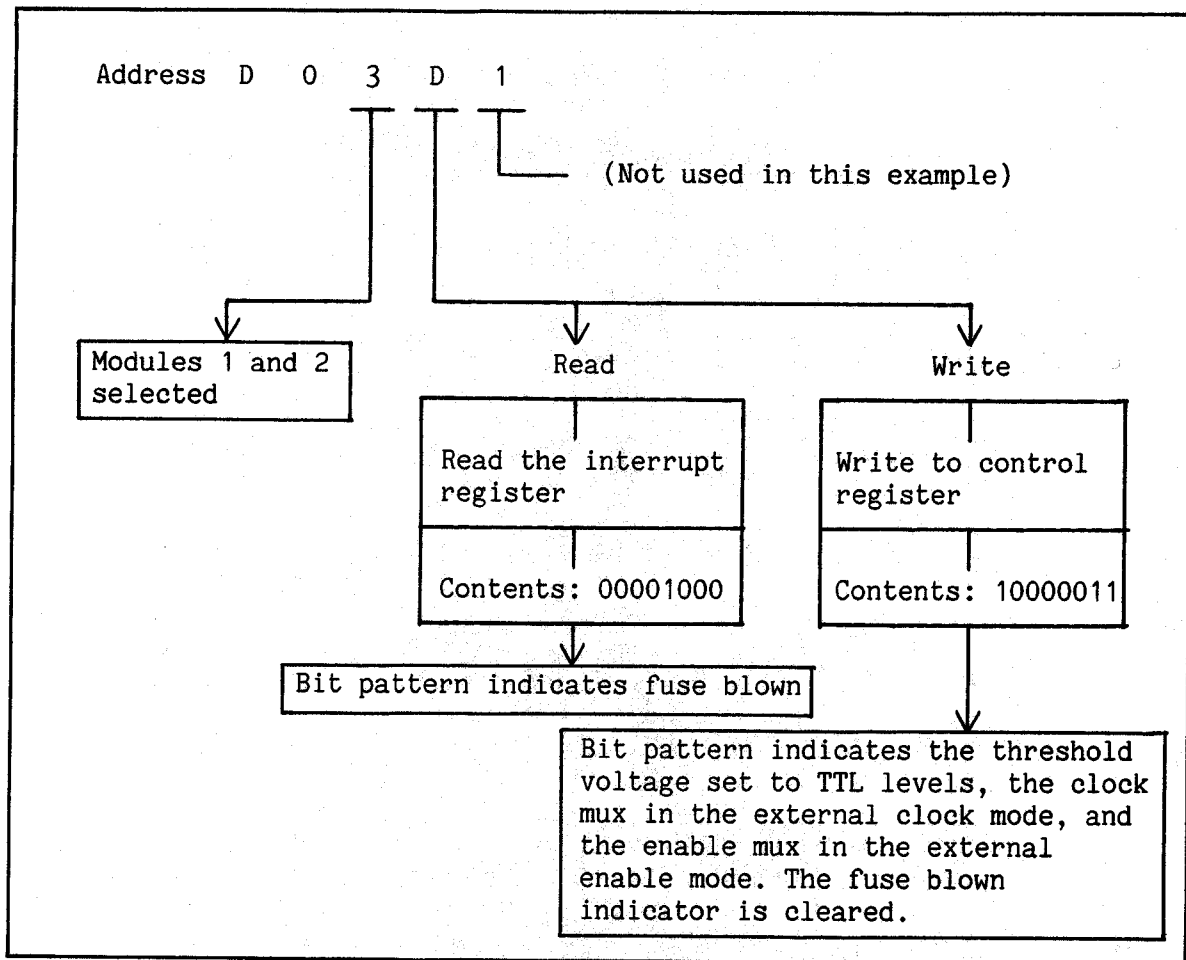 Address D 0 3 D 1
(Not used in this example)
Modules 1 and 2
selected
Read
Write
Read the interrupt
register
Write to control
register
Contents: 00001000
Contents: 10000011
Bit pattern indicates fuse blown
Bit pattern indicates the threshold
voltage set to TTL levels, the clock
mux in the external clock mode, and
the enable mux in the external
enable mode. The fuse blown
indicator is cleared.